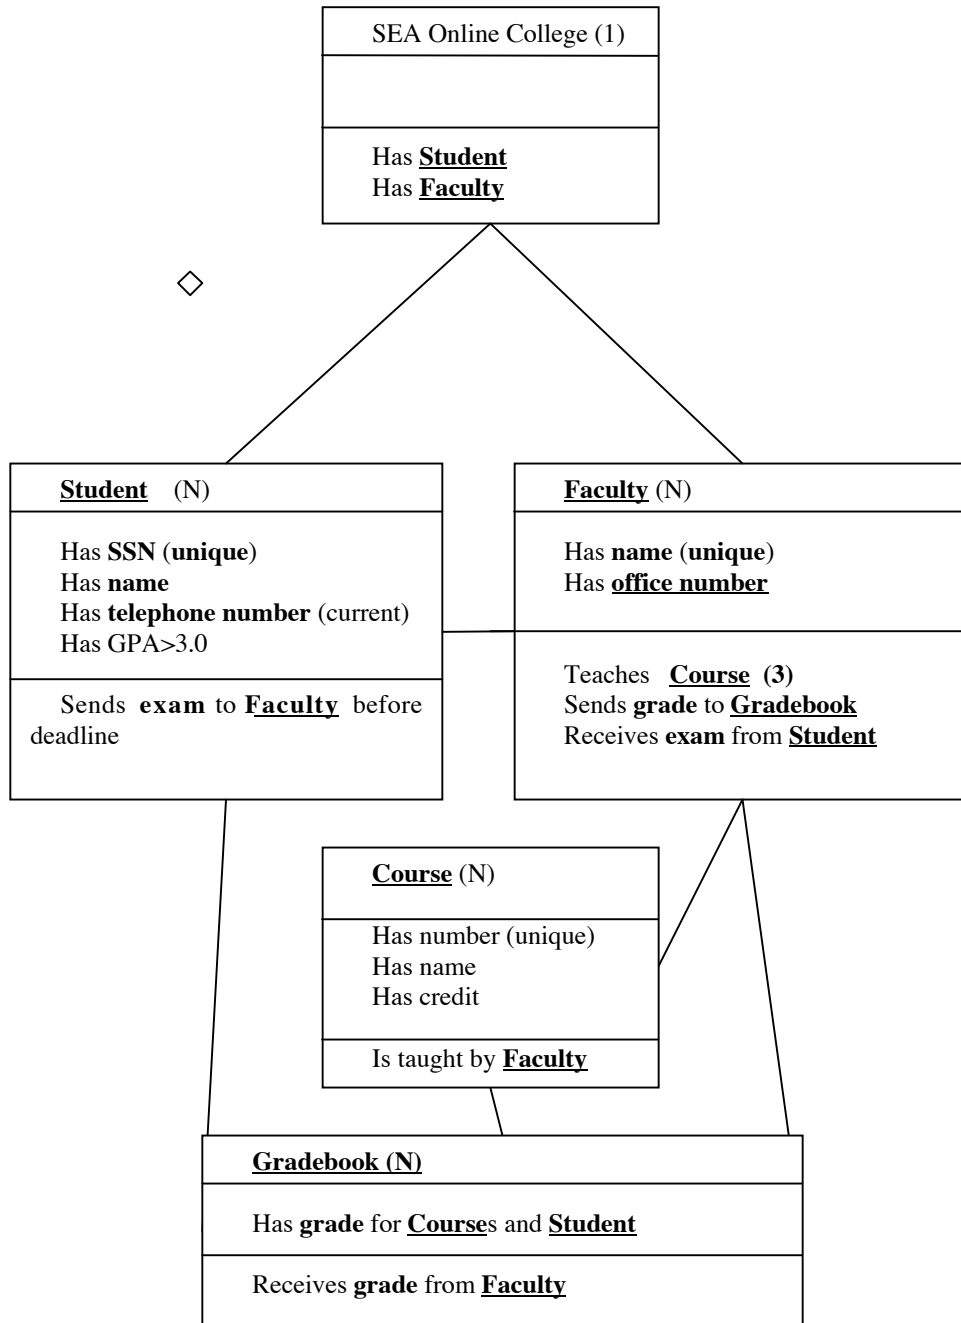 SEA Online College (1)
Has Student
Has Faculty
Student (N)
Has SSN (unique)
Has name
Has telephone number (current)
Has GPA>3.0
Sends exam to Faculty before
deadline
Faculty (N)
Has name (unique)
Has office number
Teaches Course (3)
Sends grade to Gradebook
Receives exam from Student
Course (N)
Has number (unique)
Has name
Has credit
Is taught by Faculty
Gradebook (N)
Has grade for Courses and Student
Receives grade from Faculty